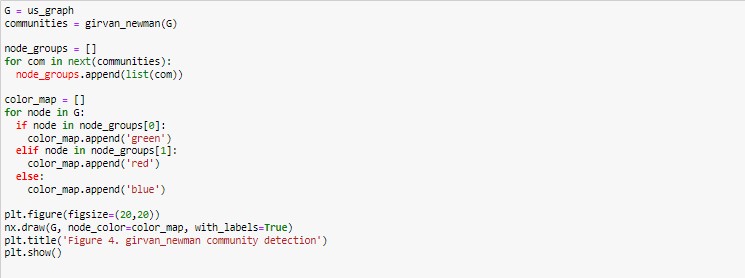 G = us_graph
communities = girvan_newman(G)

node_groups = []
for com in next(communities):
  node_groups.append(list(com))

color_map = []
for node in G:
  if node in node_groups[0]:
    color_map.append('green')
  elif node in node_groups[1]:
    color_map.append('red')
  else:
    color_map.append('blue')

plt.figure(figsize=(20,20))
nx.draw(G, node_color=color_map, with_labels=True)
plt.title('Figure 4. girvan_newman community detection')
plt.show()